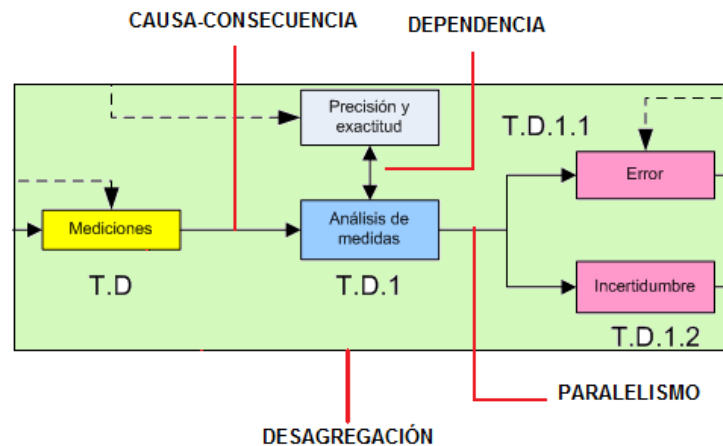 CAUSA-CONSECUENCIA
DEPENDENCIA
Precisión y
exactitud
T.D.1.1
Error
Mediciones
Análisis de
medidas
T.D
T.D.1
Incertidumbre
T.D.1.2
PARALELISMO
DESAGREGACIÓN